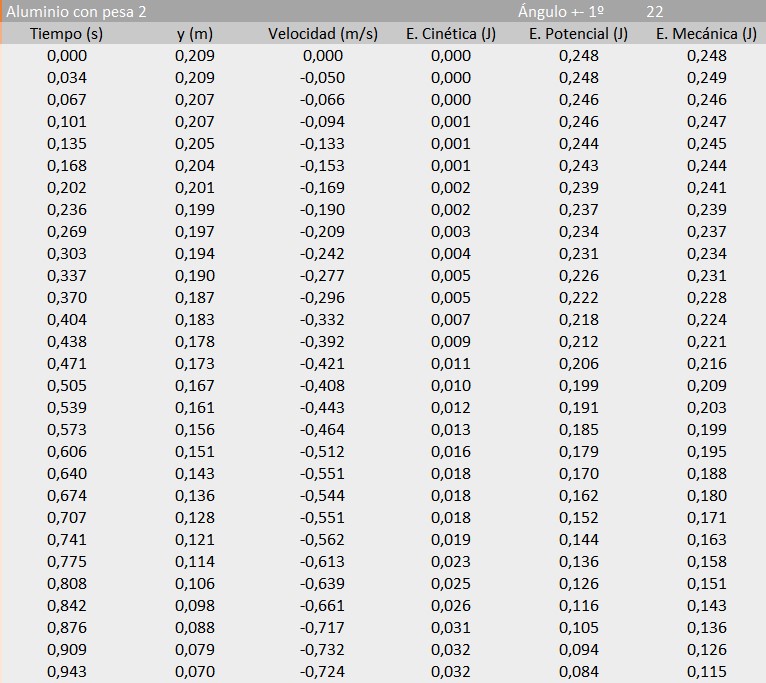 Aluminio con pesa 2 Ángulo +- 1º 22
Tiempo (s) y (m) Velocidad (m/s) E. Cinética (J) E. Potencial (J) E. Mecánica (J)
0,000 0,209 0,000 0,000 0,248 0,248
0,034 0,209 -0,050 0,000 0,248 0,249
0,067 0,207 -0,066 0,000 0,246 0,246
0,101 0,207 -0,094 0,001 0,246 0,247
0,135 0,205 -0,133 0,001 0,244 0,245
0,168 0,204 -0,153 0,001 0,243 0,244
0,202 0,201 -0,169 0,002 0,239 0,241
0,236 0,199 -0,190 0,002 0,237 0,239
0,269 0,197 -0,209 0,003 0,234 0,237
0,303 0,194 -0,242 0,004 0,231 0,234
0,337 0,190 -0,277 0,005 0,226 0,231
0,370 0,187 -0,296 0,005 0,222 0,228
0,404 0,183 -0,332 0,007 0,218 0,224
0,438 0,178 -0,392 0,009 0,212 0,221
0,471 0,173 -0,421 0,011 0,206 0,216
0,505 0,167 -0,408 0,010 0,199 0,209
0,539 0,161 -0,443 0,012 0,191 0,203
0,573 0,156 -0,464 0,013 0,185 0,199
0,606 0,151 -0,512 0,016 0,179 0,195
0,640 0,143 -0,551 0,018 0,170 0,188
0,674 0,136 -0,544 0,018 0,162 0,180
0,707 0,128 -0,551 0,018 0,152 0,171
0,741 0,121 -0,562 0,019 0,144 0,163
0,775 0,114 -0,613 0,023 0,136 0,158
0,808 0,106 -0,639 0,025 0,126 0,151
0,842 0,098 -0,661 0,026 0,116 0,143
0,876 0,088 -0,717 0,031 0,105 0,136
0,909 0,079 -0,732 0,032 0,094 0,126
0,943 0,070 -0,724 0,032 0,084 0,115